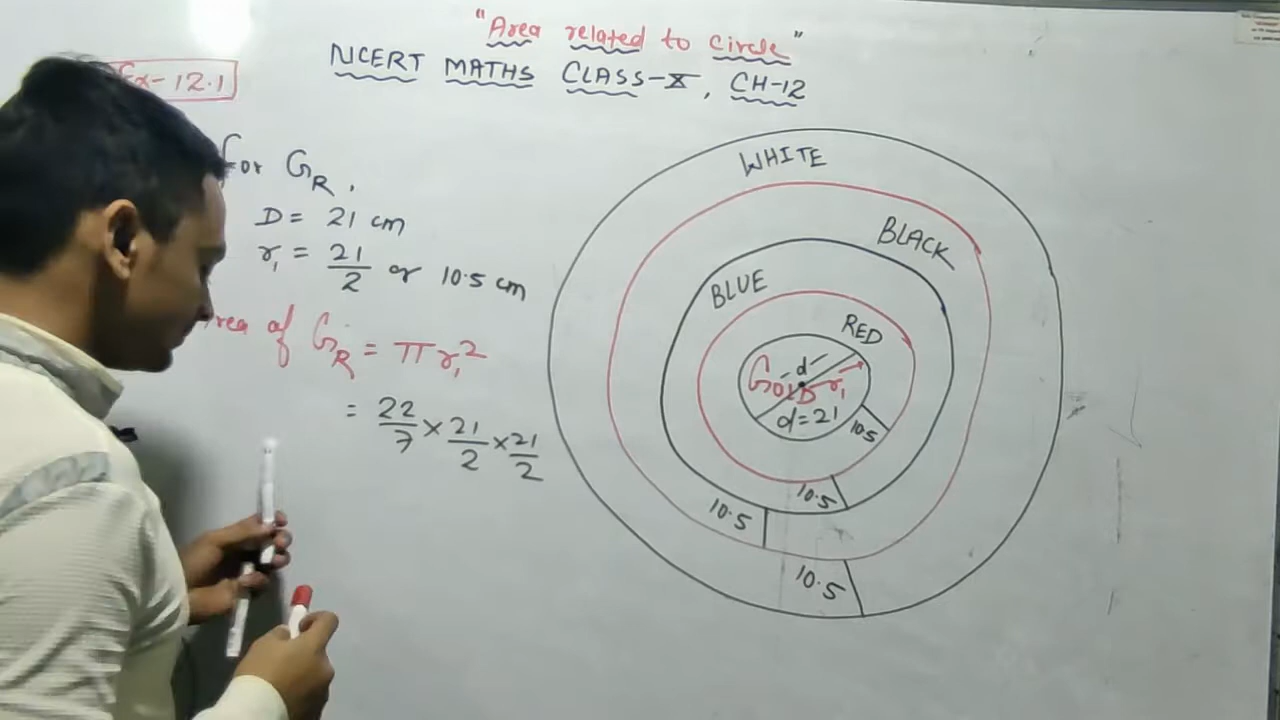 "Area related to circle"
NCERT MATHS CLASS-X, CH-12
Ex-12.1
For GR,
D = 21 cm
r₁ = 21/2 or 10.5 cm
Area of GR = πr₁²
= 22/7 × 21/2 × 21/2
WHITE
BLACK
BLUE
RED
d
GOLD r₁
d=21
10.5
10.5
10.5
10.5